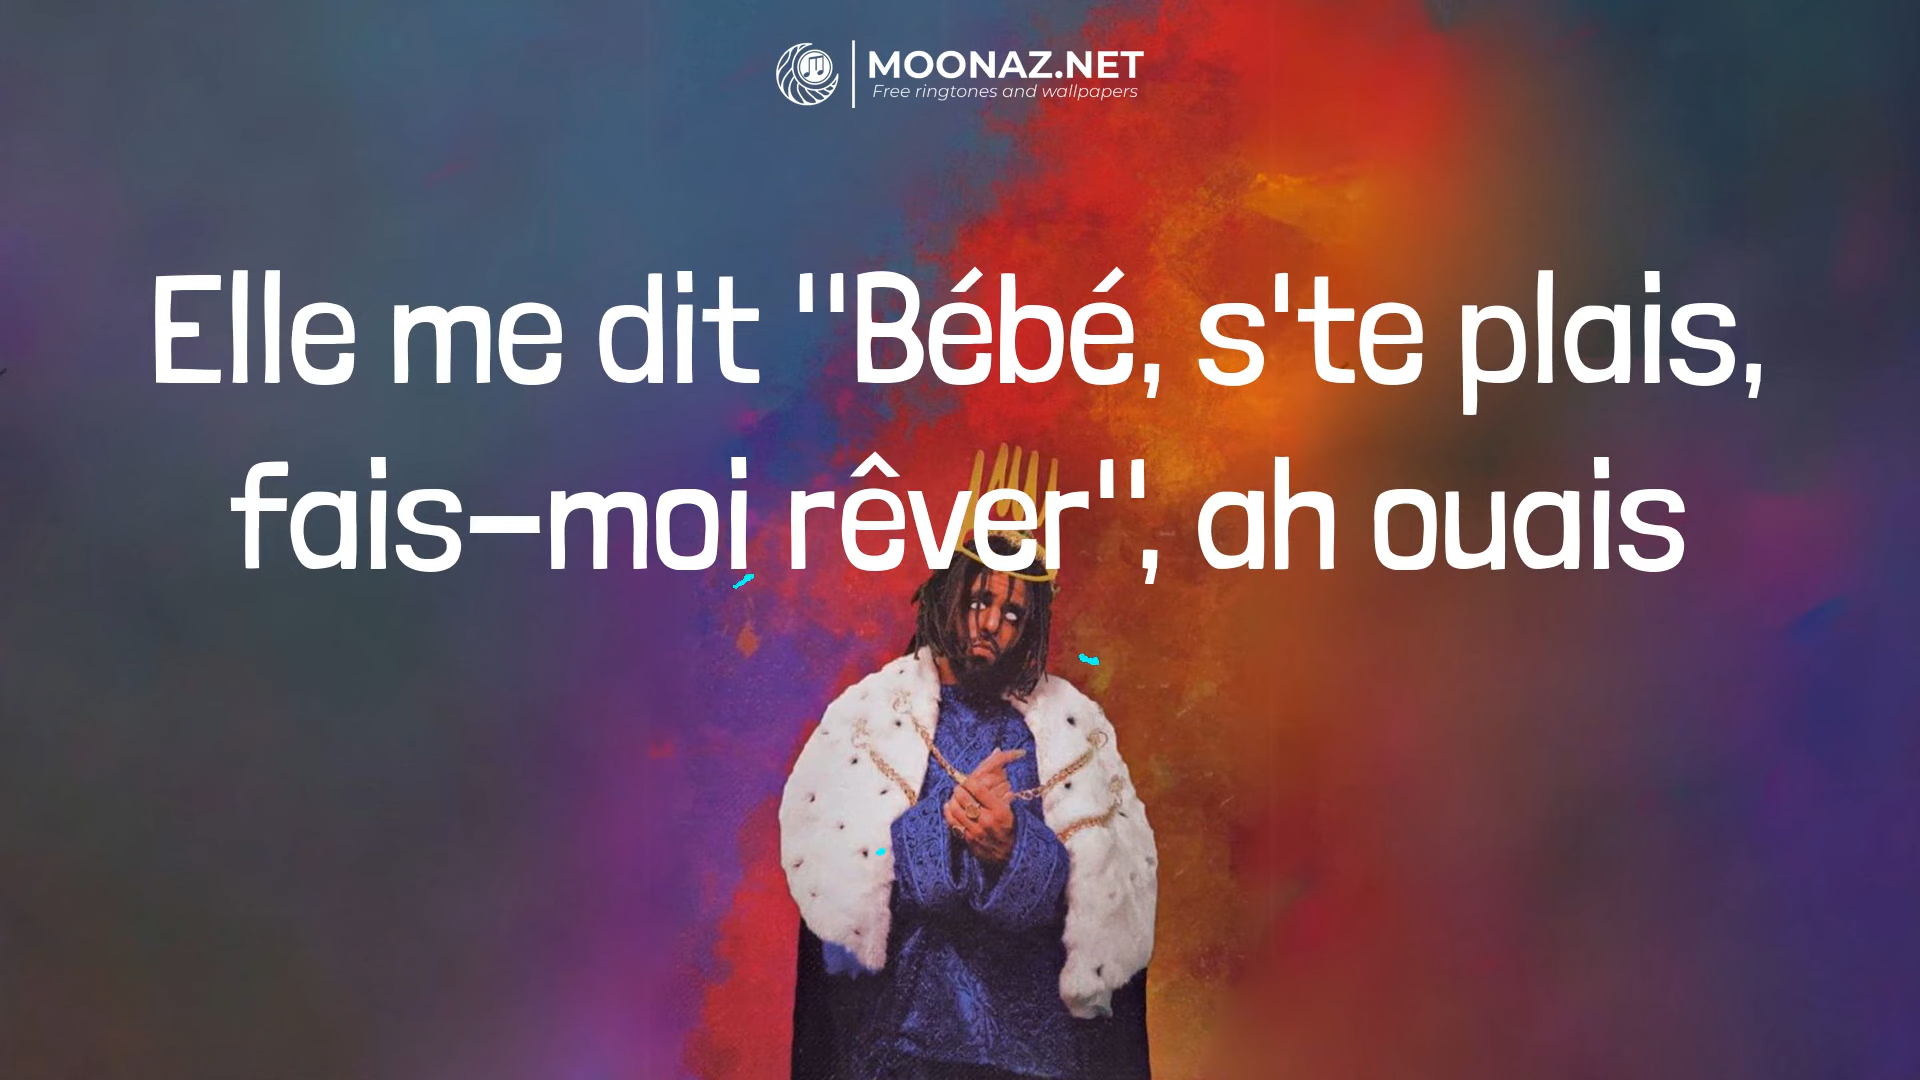 MOONAZ.NET
Free ringtones and wallpapers
Elle me dit "Bébé, s'te plais,
fais-moi rêver", ah ouais